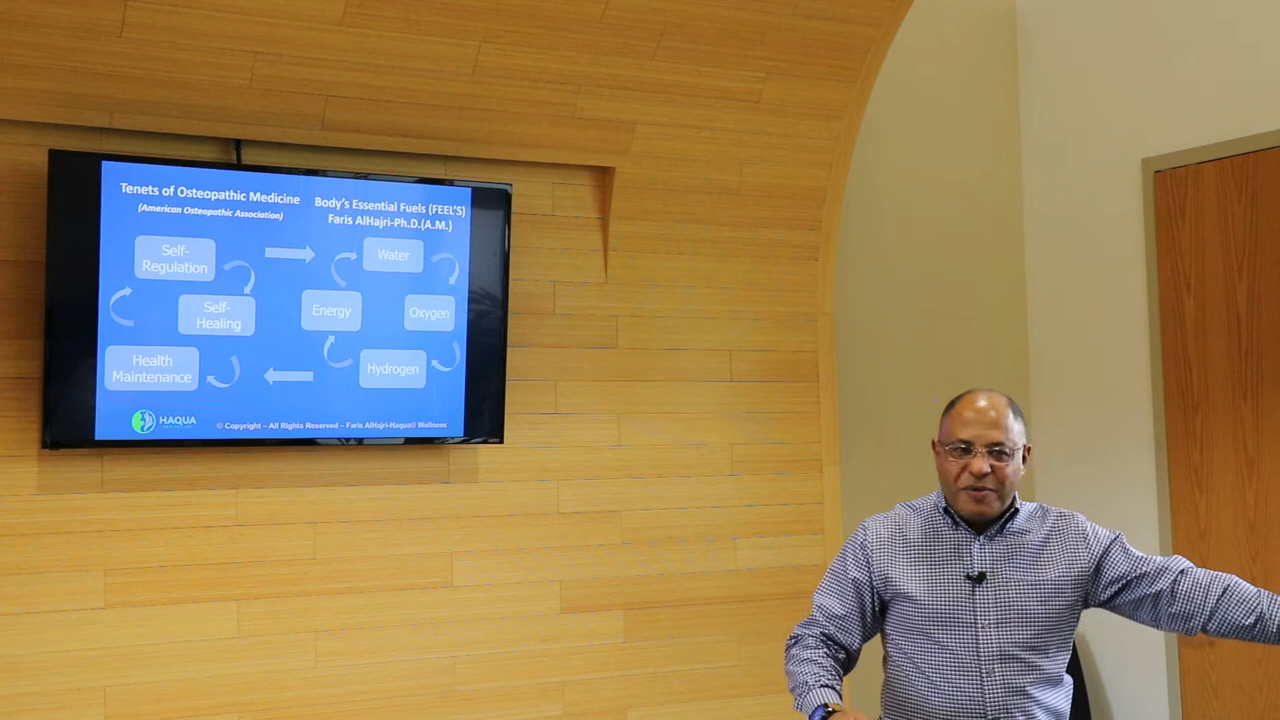 Tenets of Osteopathic Medicine
(American Osteopathic Association)
Body's Essential Fuels (FEEL'S)
Faris AlHajri-Ph.D.(A.M.)
Self-
Regulation
Self-
Healing
Health
Maintenance
Water
Energy
Oxygen
Hydrogen
HAQUA
© Copyright – All Rights Reserved – Faris AlHajri-Haqua® Wellness